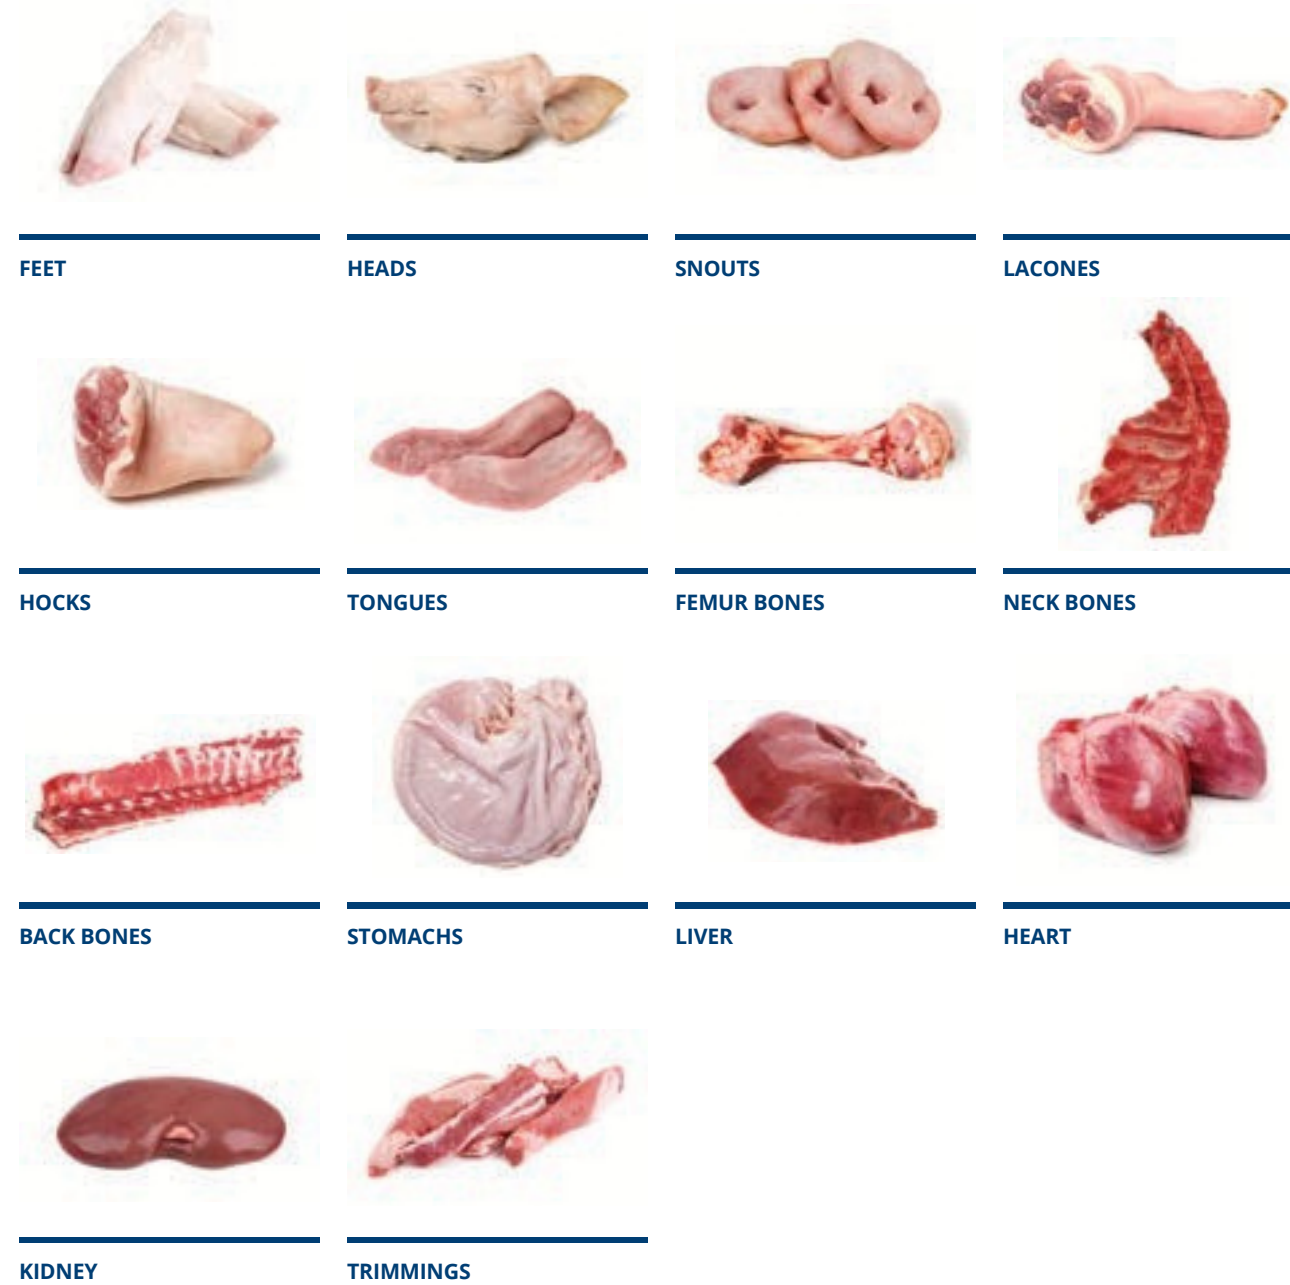 FEET
HEADS
SNOUTS
LACONES
HOCKS
TONGUES
FEMUR BONES
NECK BONES
BACK BONES
STOMACHS
LIVER
HEART
KIDNEY
TRIMMINGS